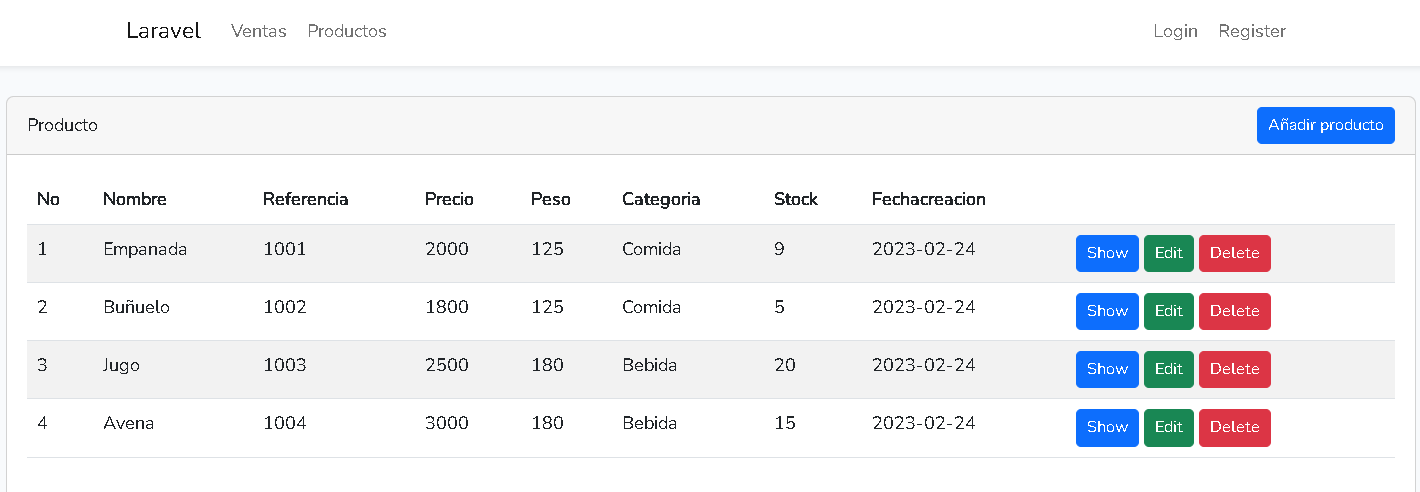 Laravel Ventas Productos Login Register
Producto Añadir producto
No Nombre Referencia Precio Peso Categoria Stock Fechacreacion
1 Empanada 1001 2000 125 Comida 9 2023-02-24 Show Edit Delete
2 Buñuelo 1002 1800 125 Comida 5 2023-02-24 Show Edit Delete
3 Jugo 1003 2500 180 Bebida 20 2023-02-24 Show Edit Delete
4 Avena 1004 3000 180 Bebida 15 2023-02-24 Show Edit Delete